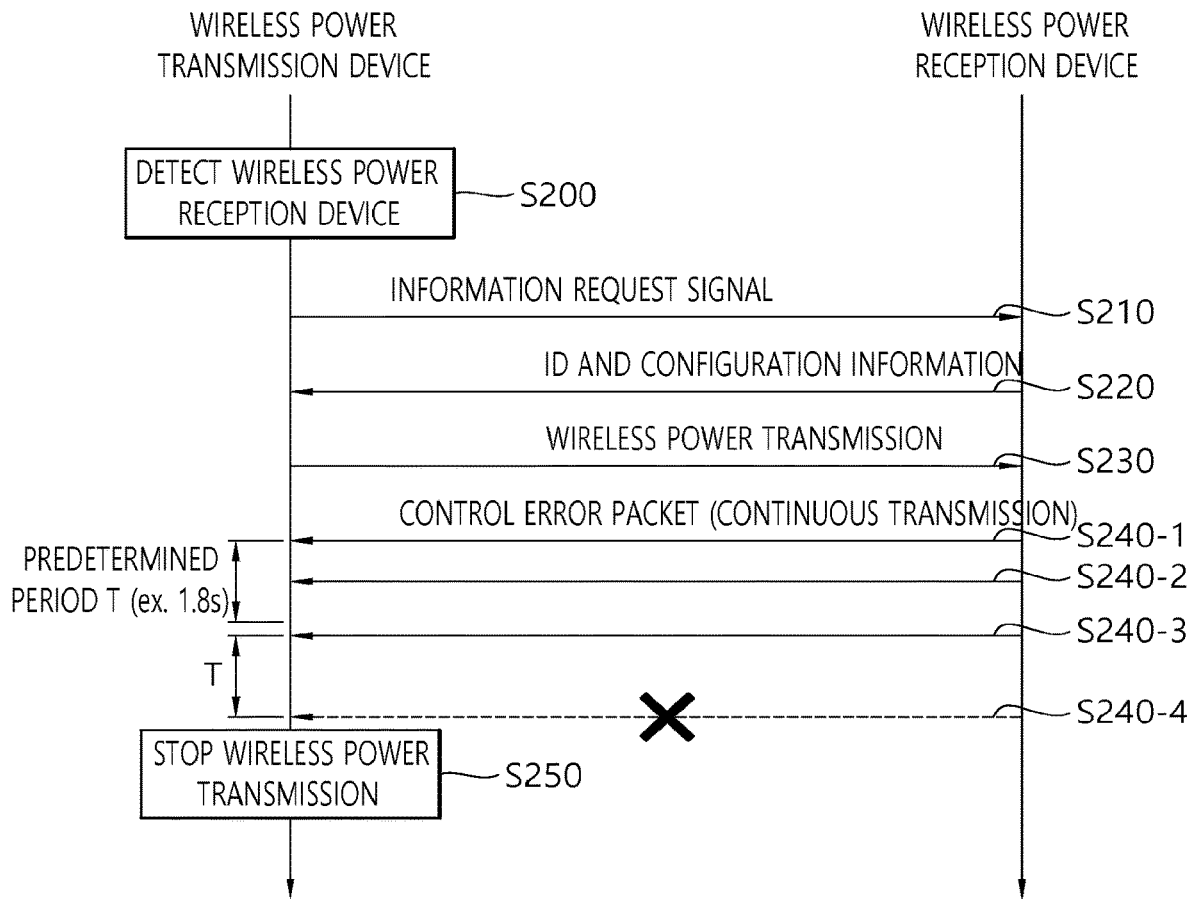 WIRELESS POWER
TRANSMISSION DEVICE
WIRELESS POWER
RECEPTION DEVICE
DETECT WIRELESS POWER
RECEPTION DEVICE
S200
INFORMATION REQUEST SIGNAL
S210
ID AND CONFIGURATION INFORMATION
S220
WIRELESS POWER TRANSMISSION
S230
CONTROL ERROR PACKET (CONTINUOUS TRANSMISSION)
S240-1
PREDETERMINED
PERIOD T (ex. 1.8s)
S240-2
S240-3
T
S240-4
STOP WIRELESS POWER
TRANSMISSION
S250